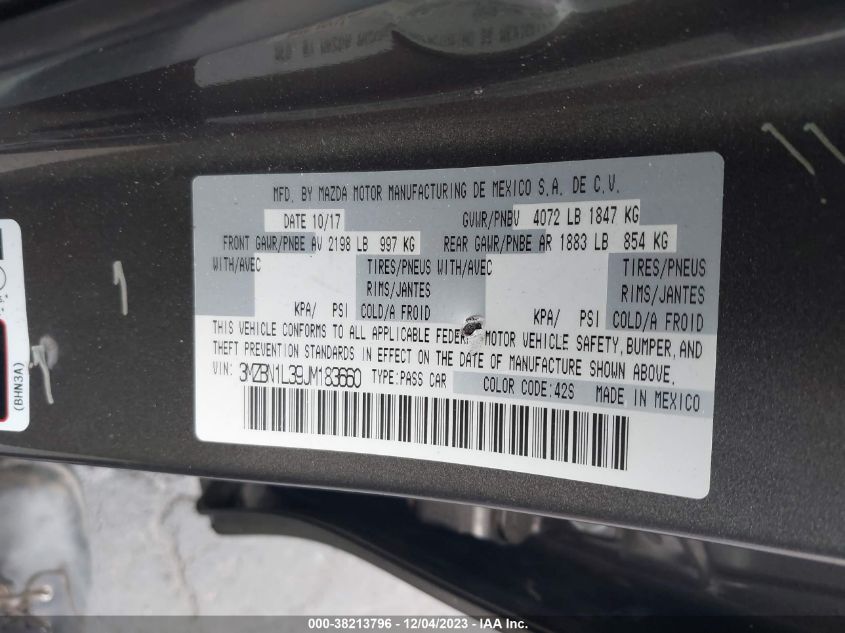 MFD. BY MAZDA MOTOR MANUFACTURING DE MEXICO S.A. DE C.V.
DATE 10/17 GVWR/PNBV 4072 LB 1847 KG
FRONT GAWR/PNBE AV 2198 LB 997 KG REAR GAWR/PNBE AR 1883 LB 854 KG
WITH/AVEC TIRES/PNEUS WITH/AVEC TIRES/PNEUS
RIMS/JANTES RIMS/JANTES
KPA/ PSI COLD/A FROID KPA/ PSI COLD/A FROID
THIS VEHICLE CONFORMS TO ALL APPLICABLE MOTOR VEHICLE SAFETY, BUMPER, AND
THEFT PREVENTION STANDARDS IN EFFECT ON THE DATE OF MANUFACTURE SHOWN ABOVE.
VIN: 3MZBN1L39JM183660 TYPE:PASS CAR COLOR CODE:42S MADE IN MEXICO
(BHN3A)
000-38213796 - 12/04/2023 - IAA Inc.